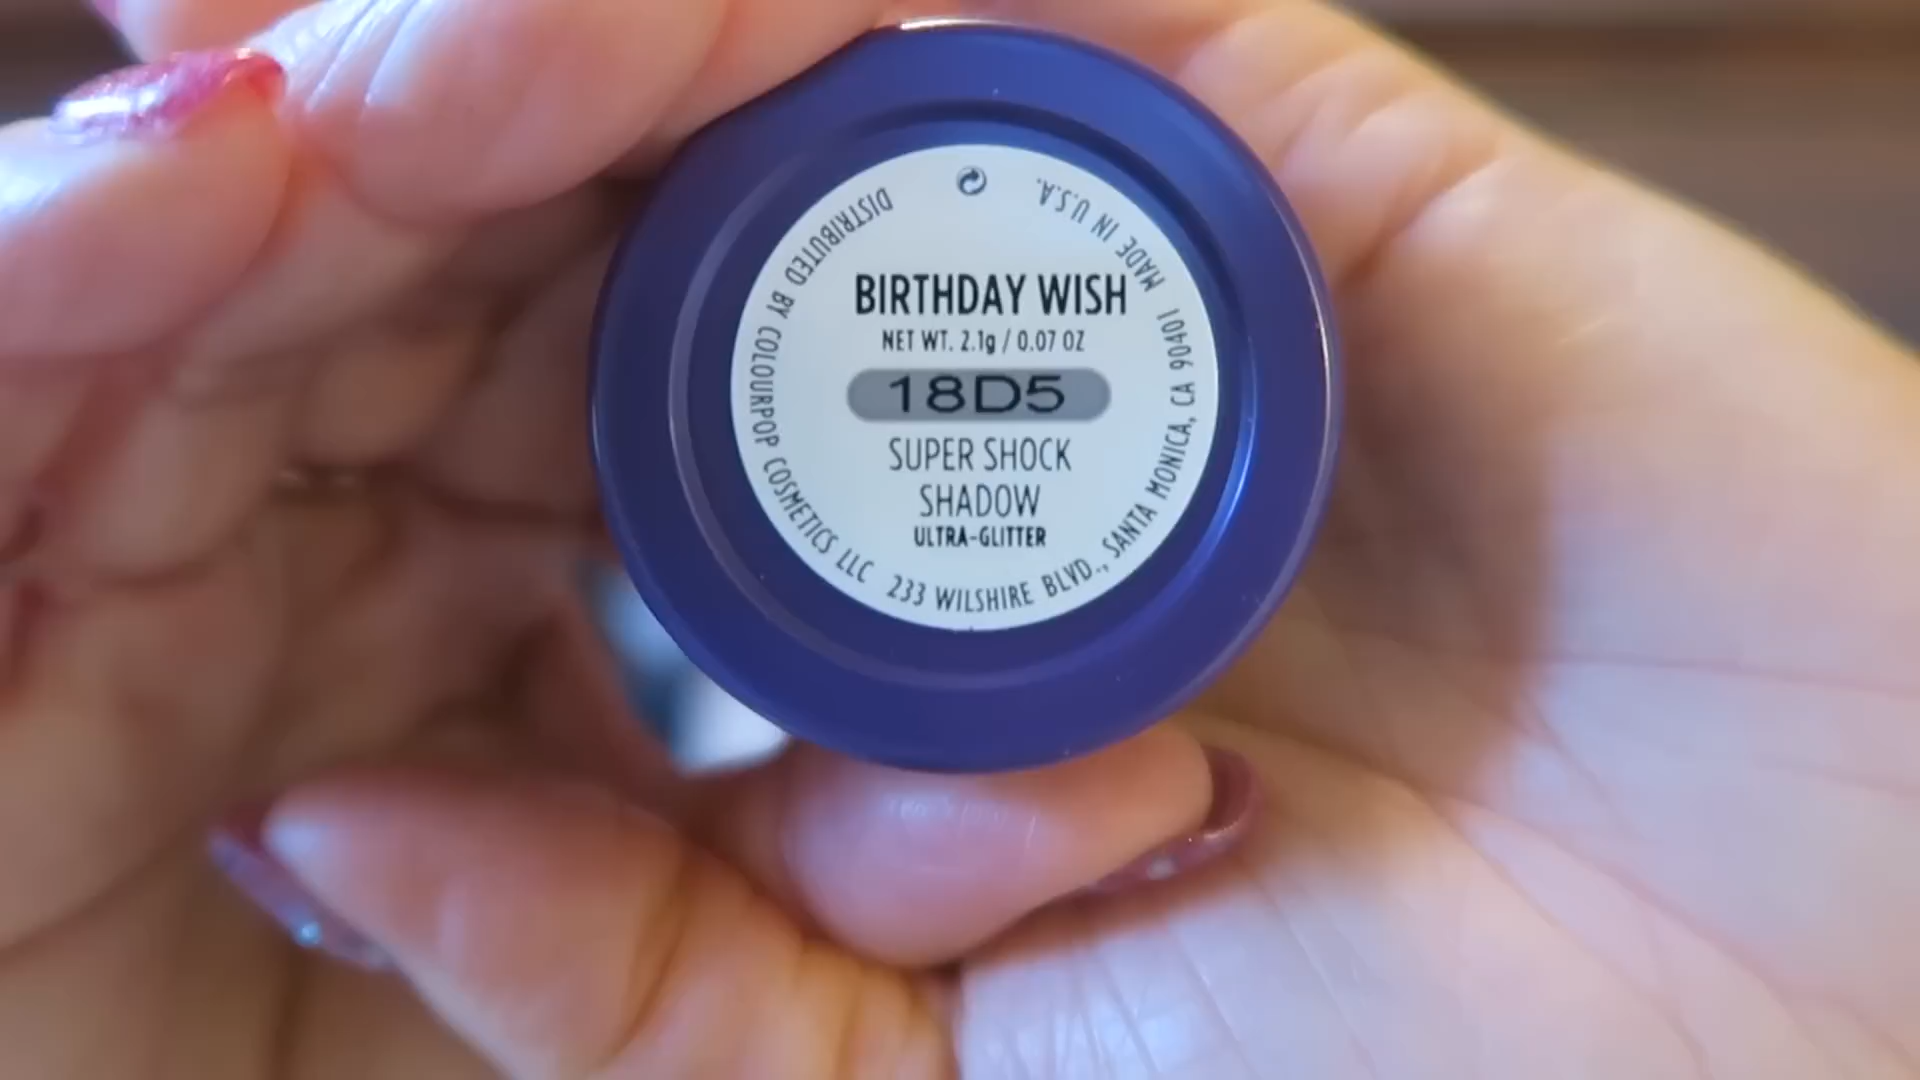 BIRTHDAY WISH
NET WT. 2.1g / 0.07 OZ
18D5
SUPER SHOCK
SHADOW
ULTRA-GLITTER
DISTRIBUTED BY COLOURPOP COSMETICS LLC 233 WILSHIRE BLVD., SANTA MONICA, CA 90401 MADE IN U.S.A.